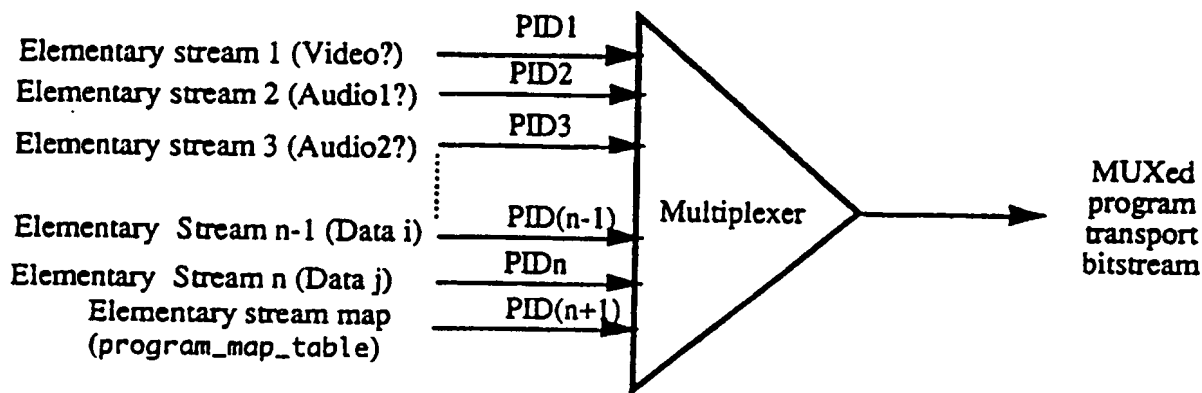 PID1
Elementary stream 1 (Video?)
PID2
Elementary stream 2 (Audio1?)
PID3
Elementary stream 3 (Audio2?)
PID(n-1)
Elementary Stream n-1 (Data i)
PIDn
Elementary Stream n (Data j)
PID(n+1)
Elementary stream map
(program_map_table)
Multiplexer
MUXed
program
transport
bitstream